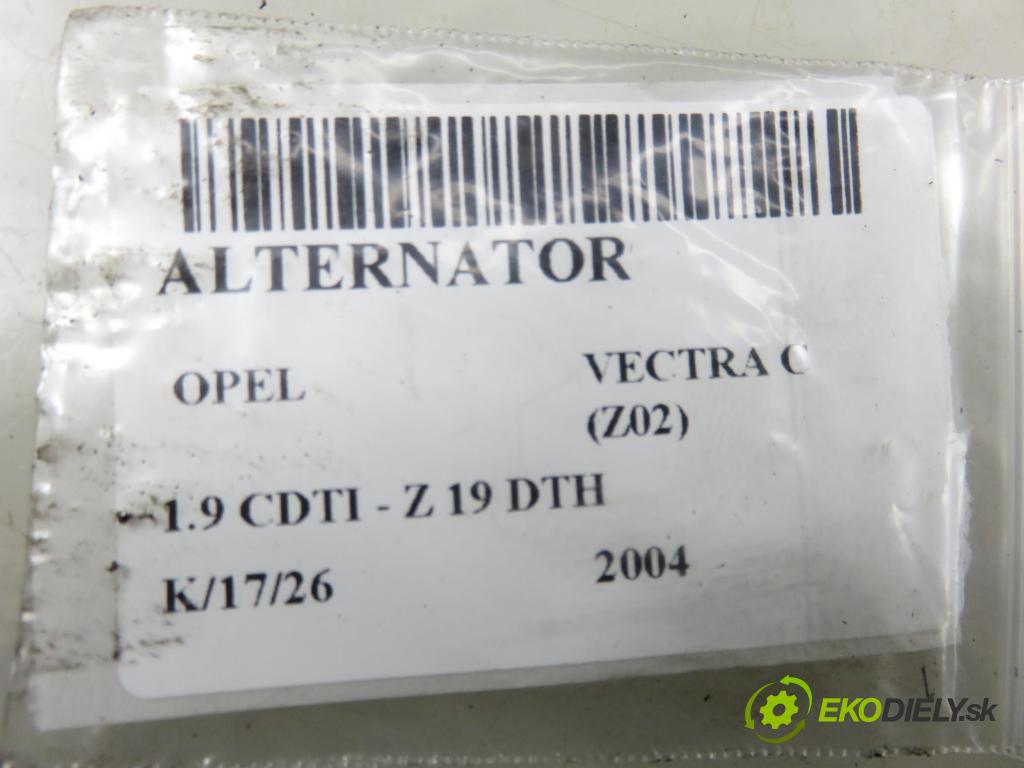 ALTERNATOR
OPEL VECTRA C
(Z02)
1.9 CDTI - Z 19 DTH
K/17/26 2004
EKODIELY.sk